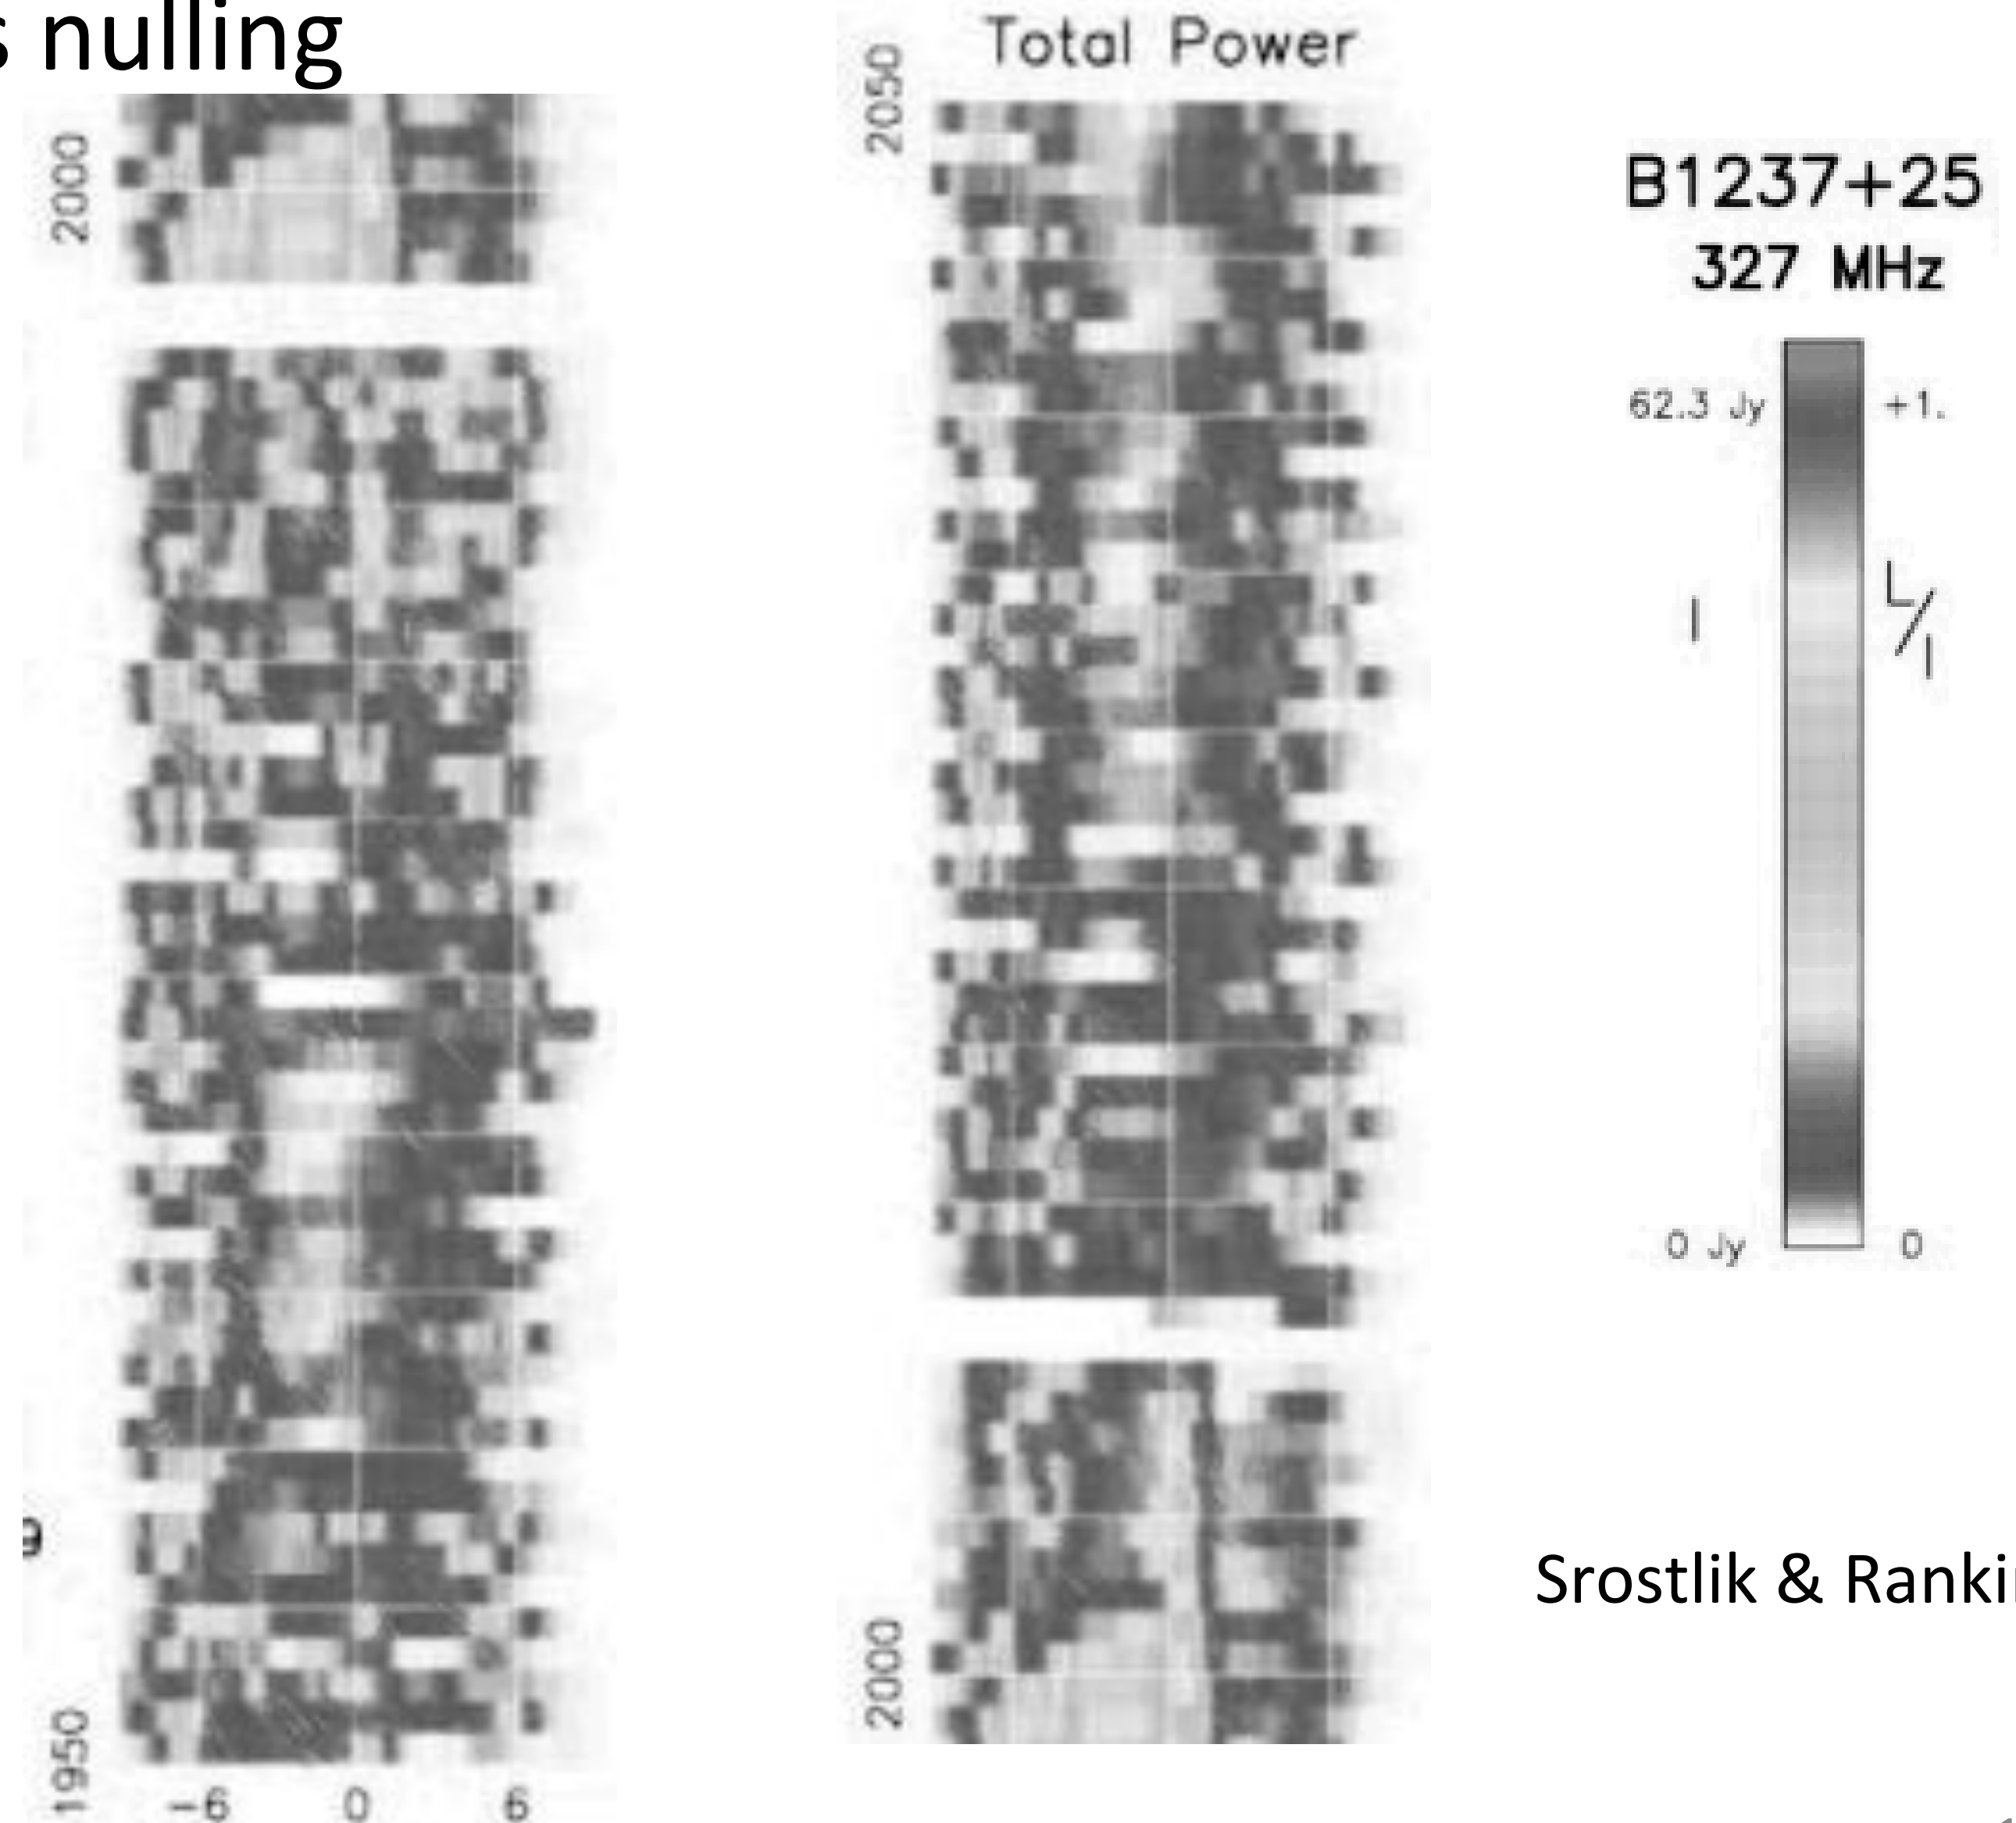 s nulling
Total Power
2050
2000
B1237+25
327 MHz
62.3 Jy
+1.
I
L/I
0 Jy
0
Srostlik & Rankin
2000
1950
-6 0 6